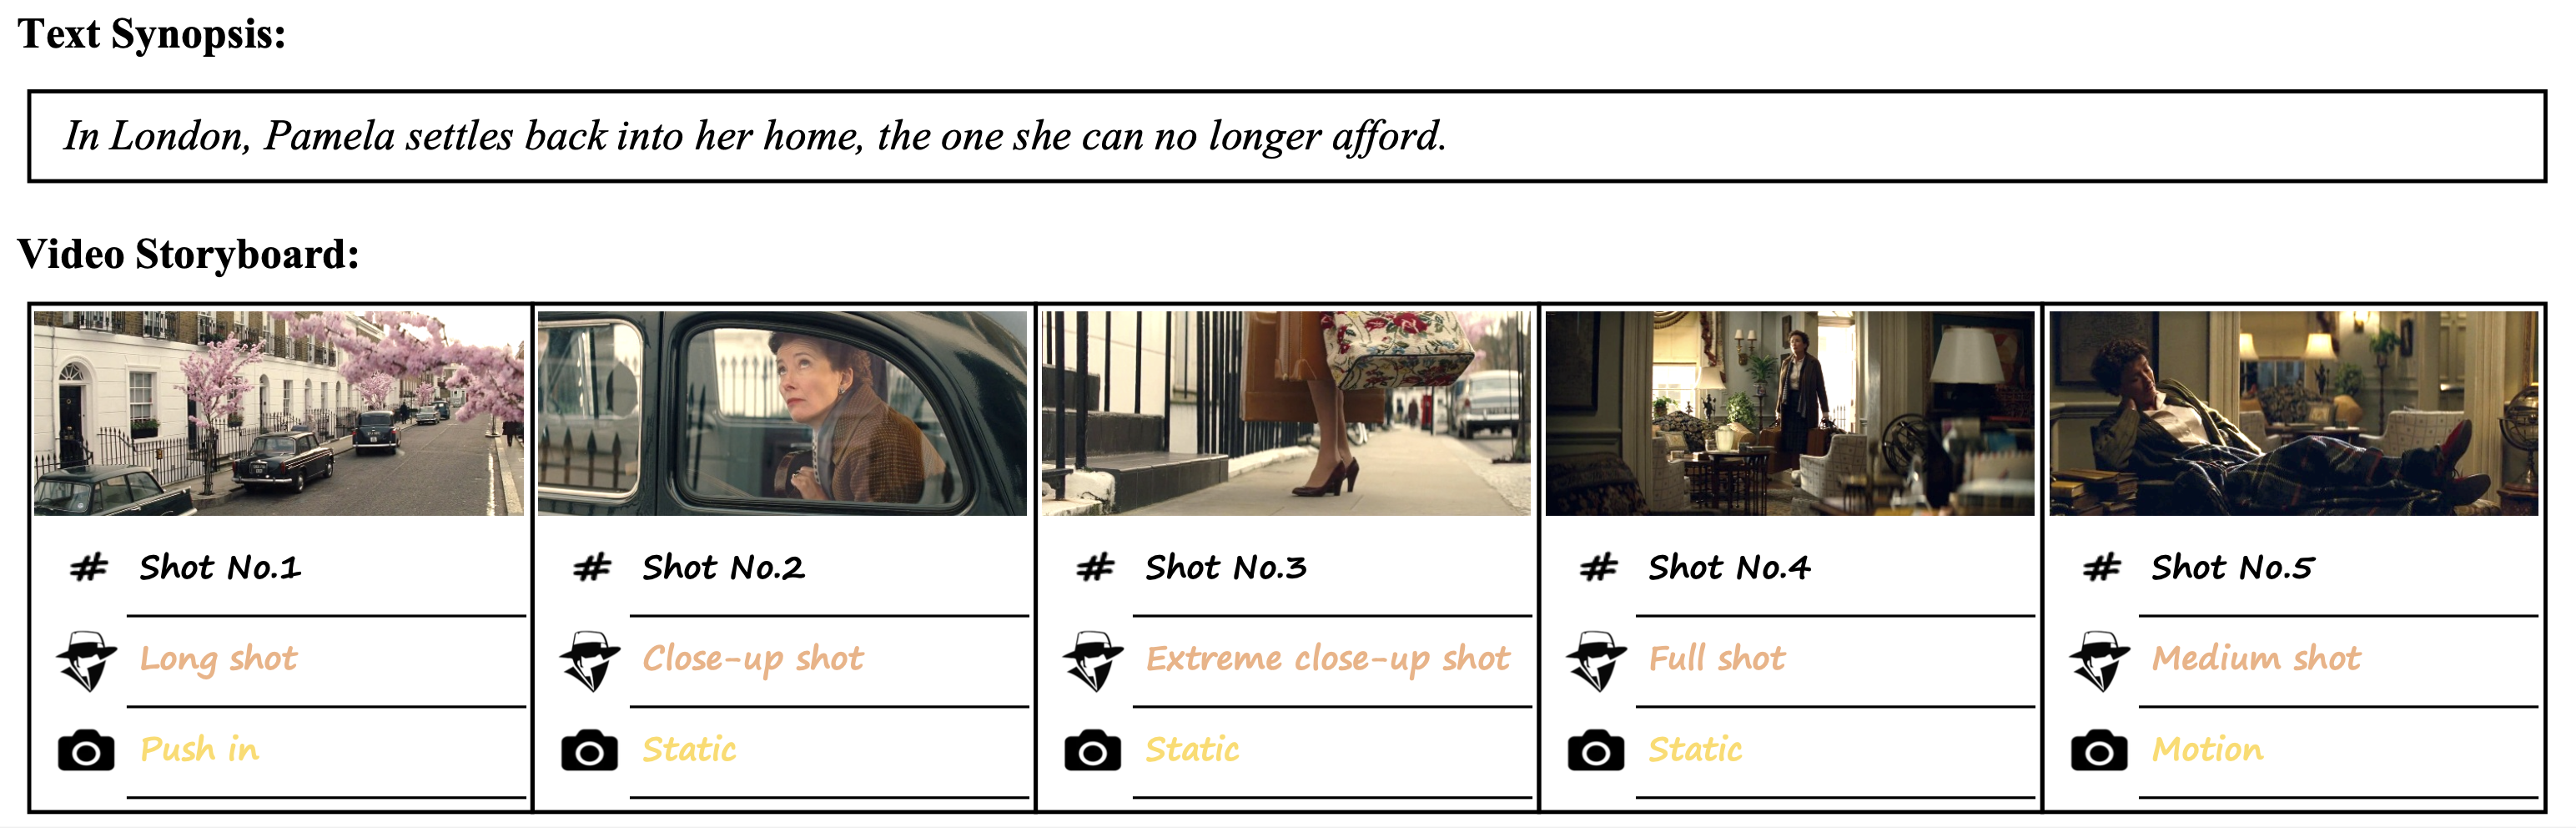 Text Synopsis:
In London, Pamela settles back into her home, the one she can no longer afford.
Video Storyboard:
# Shot No.1
Long shot
Push in
# Shot No.2
Close-up shot
Static
# Shot No.3
Extreme close-up shot
Static
# Shot No.4
Full shot
Static
# Shot No.5
Medium shot
Motion